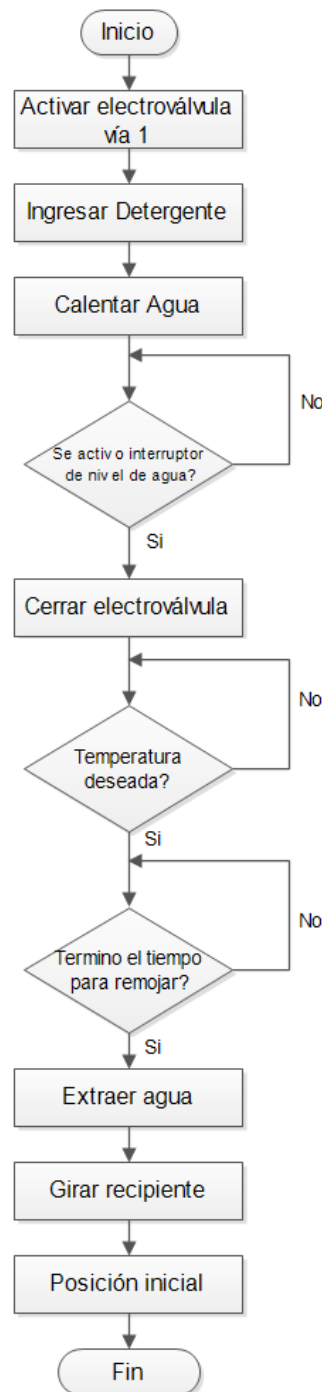 Inicio
Activar electroválvula
vía 1
Ingresar Detergente
Calentar Agua
No
Se activo interruptor
de nivel de agua?
Si
Cerrar electroválvula
No
Temperatura
deseada?
Si
No
Termino el tiempo
para remojar?
Si
Extraer agua
Girar recipiente
Posición inicial
Fin